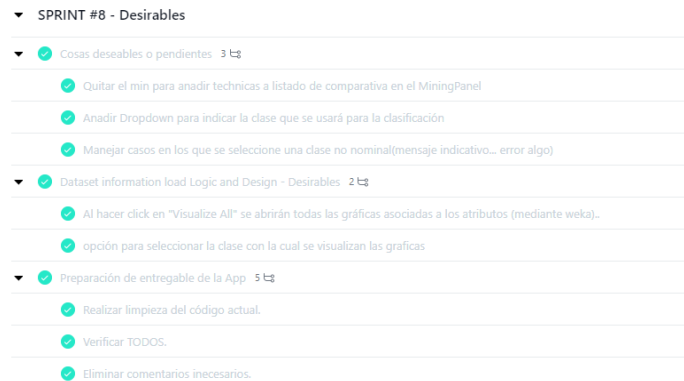 SPRINT #8 - Desirables
Cosas deseables o pendientes 3
Quitar el min para anadir technicas a listado de comparativa en el MiningPanel
Anadir Dropdown para indicar la clase que se usará para la clasificación
Manejar casos en los que se seleccione una clase no nominal(mensaje indicativo... error algo)
Dataset information load Logic and Design - Desirables 2
Al hacer click en "Visualize All" se abrirán todas las gráficas asociadas a los atributos (mediante weka)..
opción para seleccionar la clase con la cual se visualizan las graficas
Preparación de entregable de la App 5
Realizar limpieza del código actual.
Verificar TODOS.
Eliminar comentarios inecesarios.